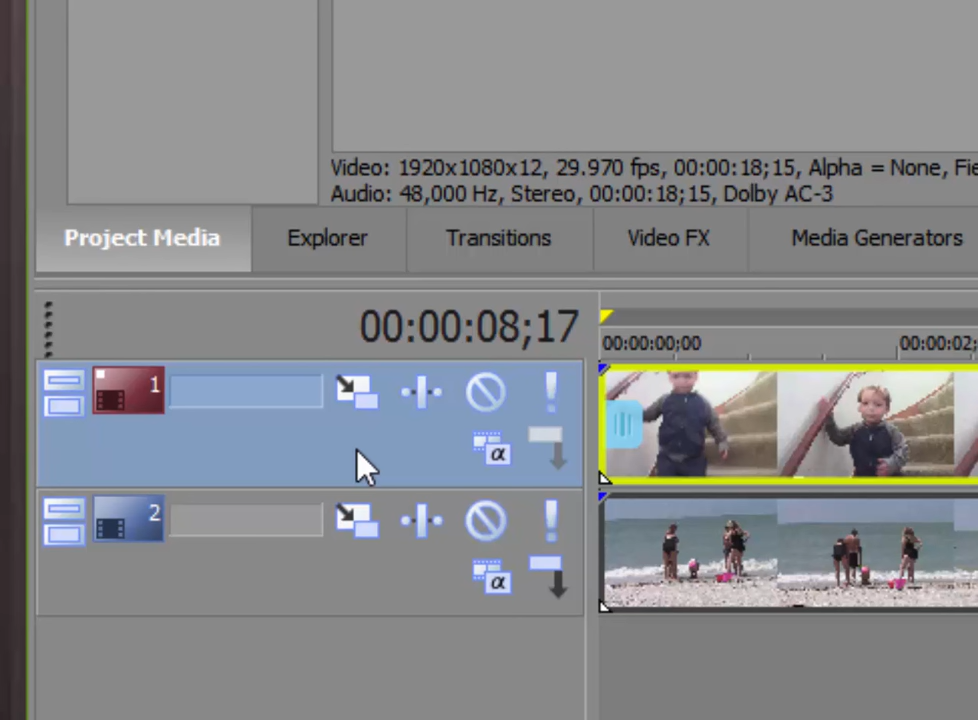 Video: 1920x1080x12, 29.970 fps, 00:00:18;15, Alpha = None, Fie
Audio: 48,000 Hz, Stereo, 00:00:18;15, Dolby AC-3
Project Media Explorer Transitions Video FX Media Generators
00:00:08;17
00:00:00;00 00:00:02;
1
α
2
α